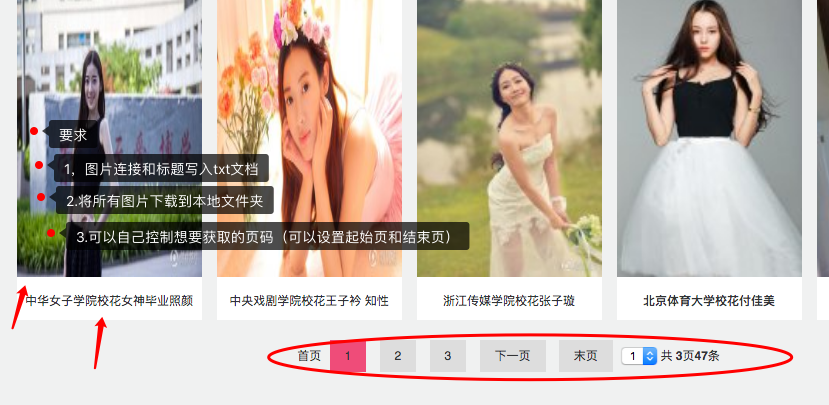 要求
1，图片连接和标题写入txt文档
2.将所有图片下载到本地文件夹
3.可以自己控制想要获取的页码（可以设置起始页和结束页）
中华女子学院校花女神毕业照颜
中央戏剧学院校花王子衿 知性
浙江传媒学院校花张子璇
北京体育大学校花付佳美
首页 1 2 3 下一页 末页 1 共 3页47条